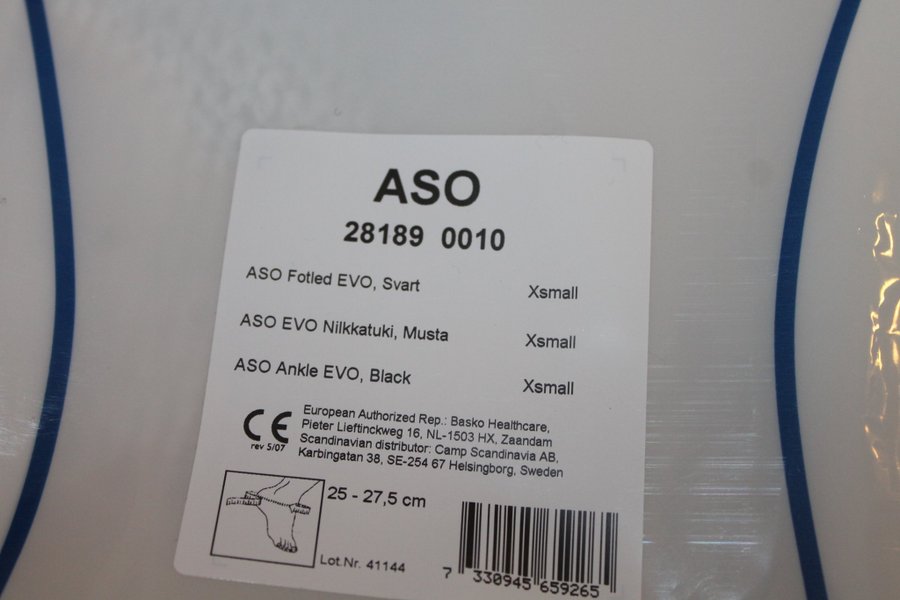 ASO
28189 0010
ASO Fotled EVO, Svart Xsmall
ASO EVO Nilkkatuki, Musta Xsmall
ASO Ankle EVO, Black Xsmall
CE
rev 5/07
European Authorized Rep.: Basko Healthcare,
Pieter Lieftinckweg 16, NL-1503 HX, Zaandam
Scandinavian distributor: Camp Scandinavia AB,
Karbingatan 38, SE-254 67 Helsingborg, Sweden
25 - 27,5 cm
Lot.Nr. 41144
7 330945 659265